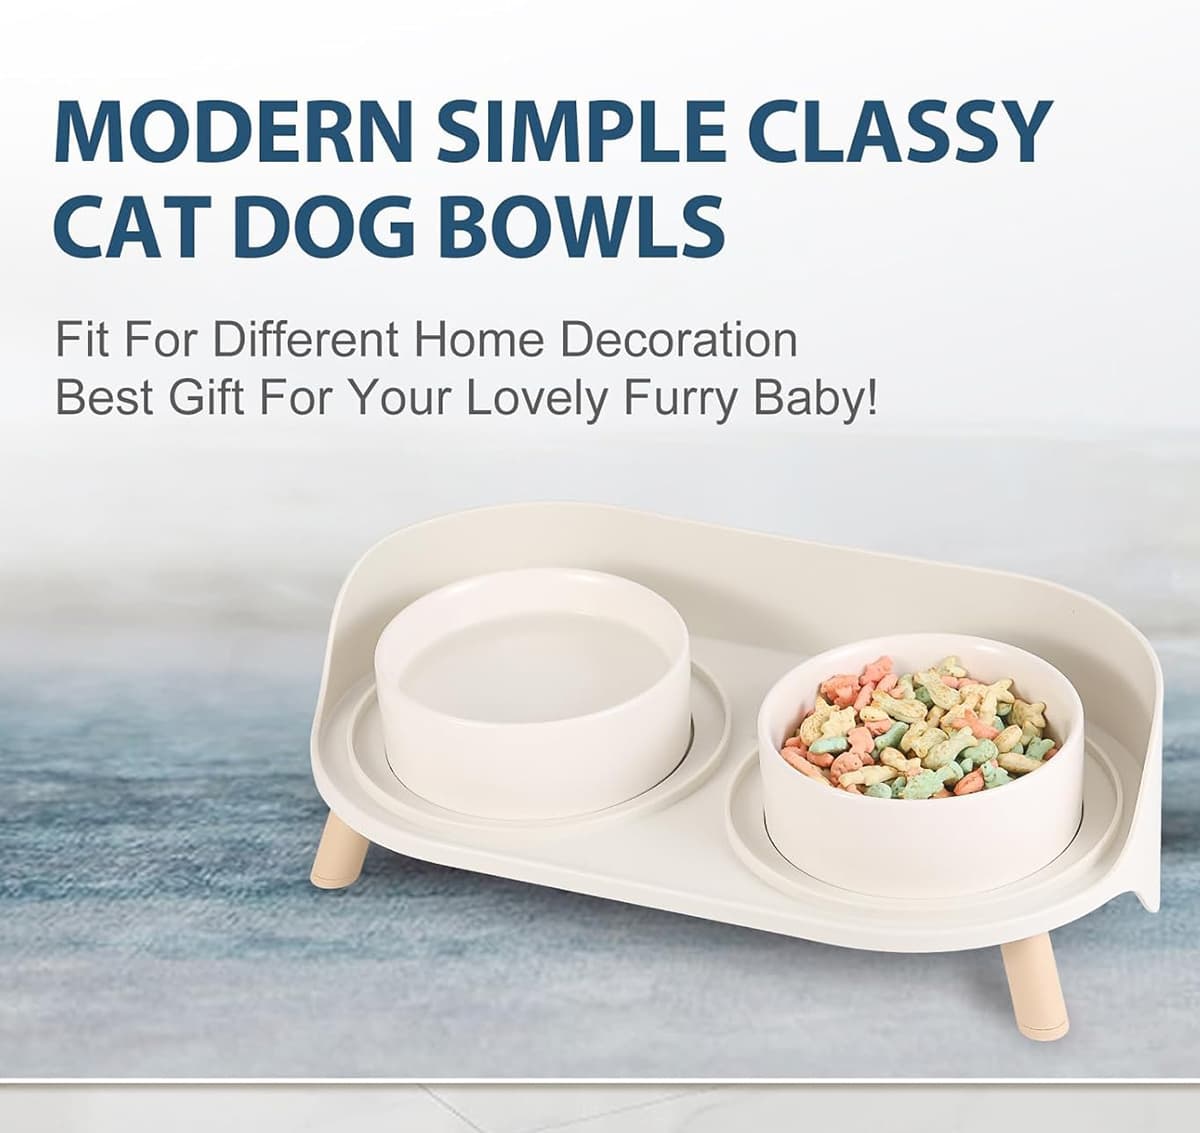 MODERN SIMPLE CLASSY
CAT DOG BOWLS
Fit For Different Home Decoration
Best Gift For Your Lovely Furry Baby!